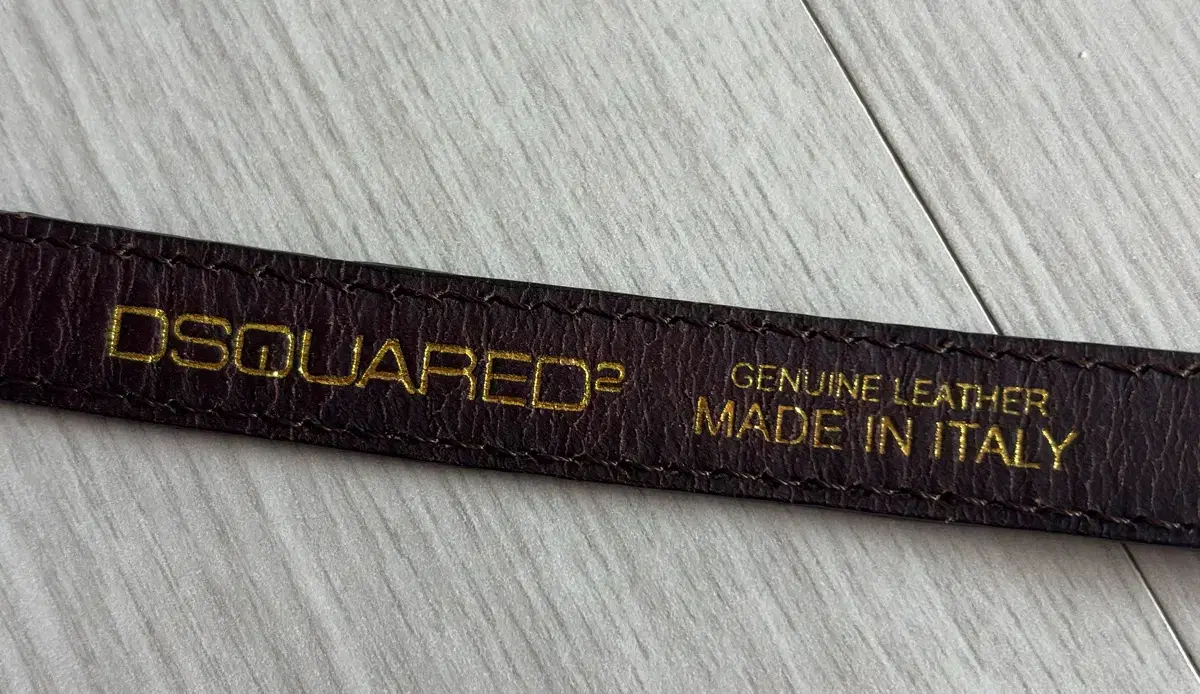 DSQUARED²
GENUINE LEATHER
MADE IN ITALY